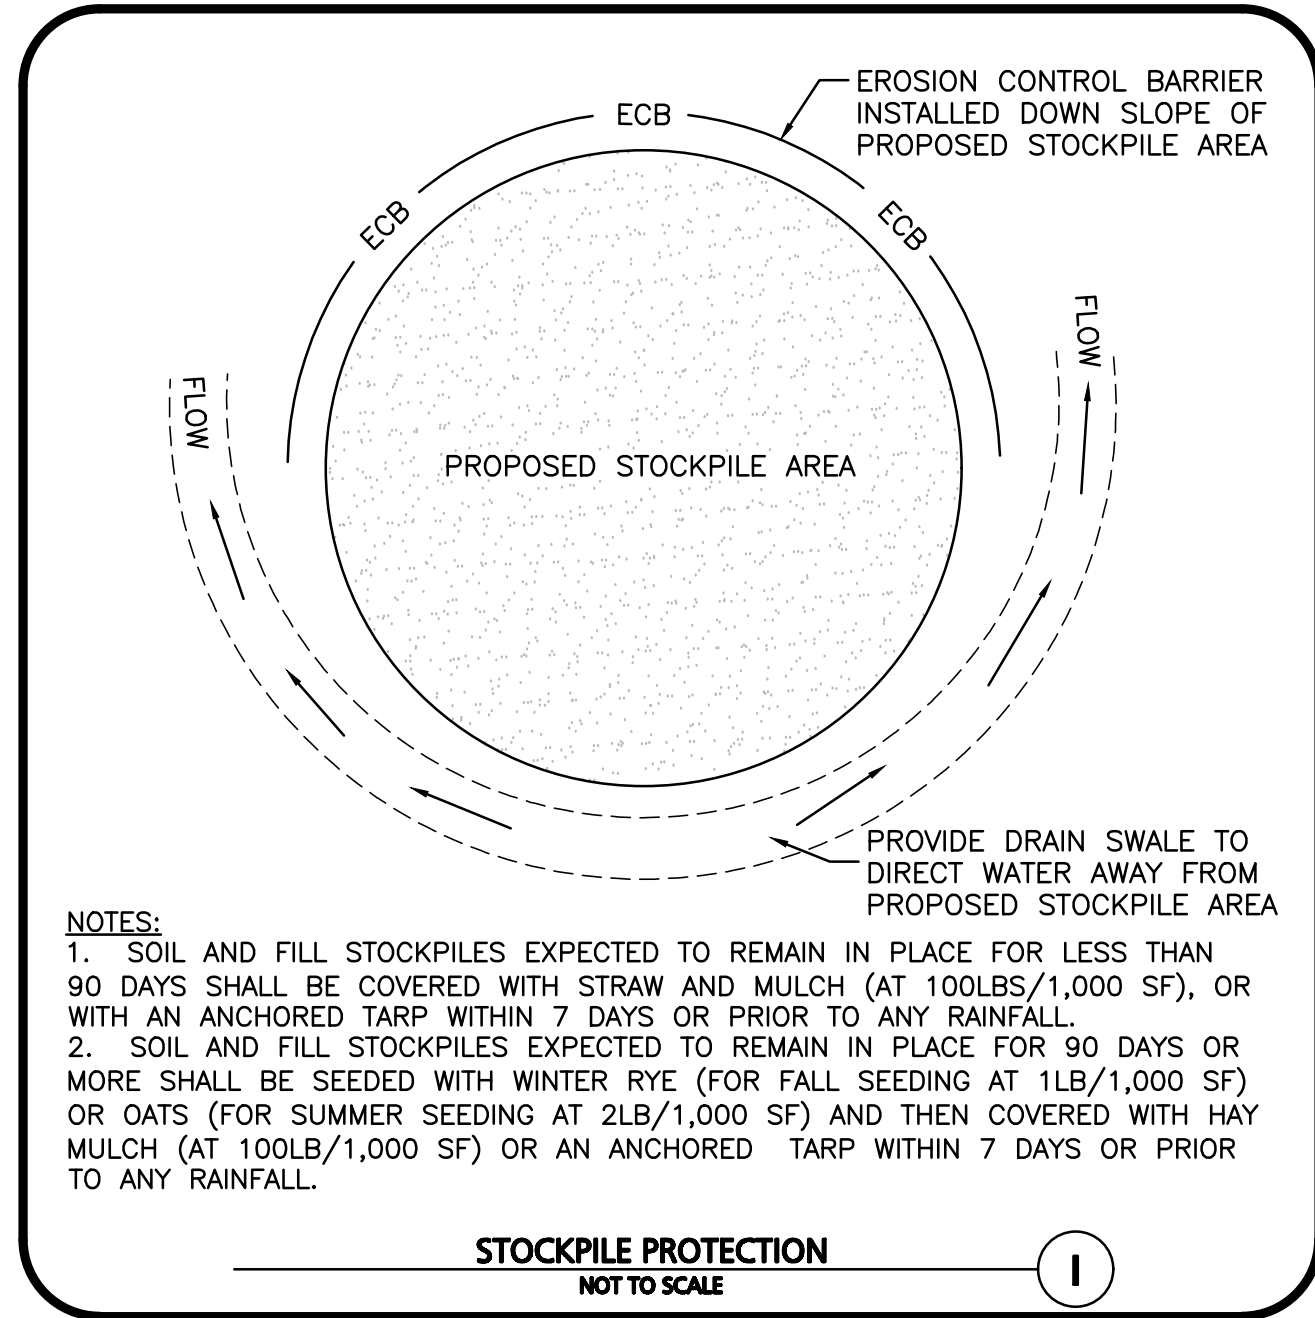 EROSION CONTROL BARRIER
INSTALLED DOWN SLOPE OF
PROPOSED STOCKPILE AREA
ECB
ECB
ECB
FLOW
FLOW
PROPOSED STOCKPILE AREA
PROVIDE DRAIN SWALE TO
DIRECT WATER AWAY FROM
PROPOSED STOCKPILE AREA
NOTES:
1. SOIL AND FILL STOCKPILES EXPECTED TO REMAIN IN PLACE FOR LESS THAN
90 DAYS SHALL BE COVERED WITH STRAW AND MULCH (AT 100LBS/1,000 SF), OR
WITH AN ANCHORED TARP WITHIN 7 DAYS OR PRIOR TO ANY RAINFALL.
2. SOIL AND FILL STOCKPILES EXPECTED TO REMAIN IN PLACE FOR 90 DAYS OR
MORE SHALL BE SEEDED WITH WINTER RYE (FOR FALL SEEDING AT 1LB/1,000 SF)
OR OATS (FOR SUMMER SEEDING AT 2LB/1,000 SF) AND THEN COVERED WITH HAY
MULCH (AT 100LB/1,000 SF) OR AN ANCHORED TARP WITHIN 7 DAYS OR PRIOR
TO ANY RAINFALL.
STOCKPILE PROTECTION
NOT TO SCALE
I